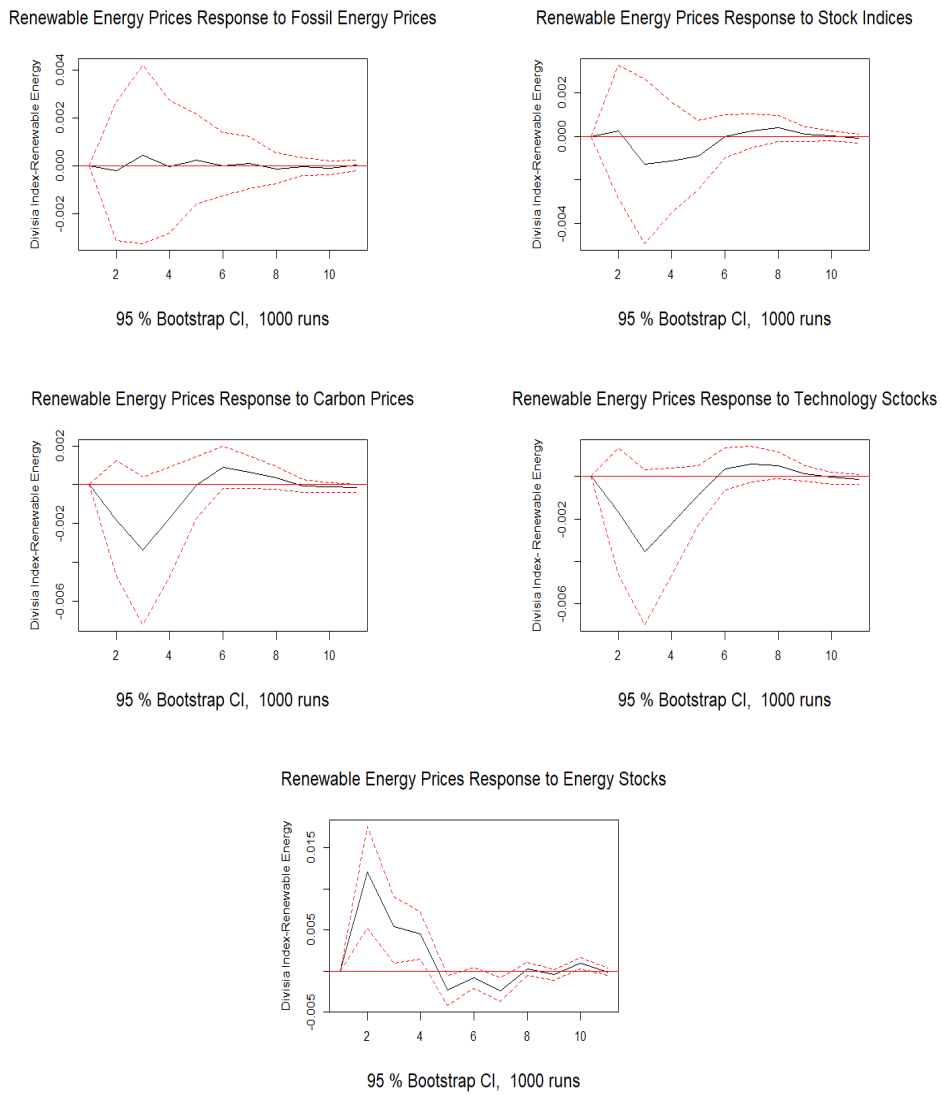 Renewable Energy Prices Response to Fossil Energy Prices
Divisia Index-Renewable Energy
0.004
0.002
0.000
-0.002
2 4 6 8 10
95 % Bootstrap CI, 1000 runs
Renewable Energy Prices Response to Stock Indices
Divisia Index-Renewable Energy
0.002
0.000
-0.004
2 4 6 8 10
95 % Bootstrap CI, 1000 runs
Renewable Energy Prices Response to Carbon Prices
Divisia Index-Renewable Energy
0.002
-0.002
-0.006
2 4 6 8 10
95 % Bootstrap CI, 1000 runs
Renewable Energy Prices Response to Technology Sctocks
Divisia Index- Renewable Energy
-0.002
-0.006
2 4 6 8 10
95 % Bootstrap CI, 1000 runs
Renewable Energy Prices Response to Energy Stocks
Divisia Index-Renewable Energy
0.015
0.005
-0.005
2 4 6 8 10
95 % Bootstrap CI, 1000 runs